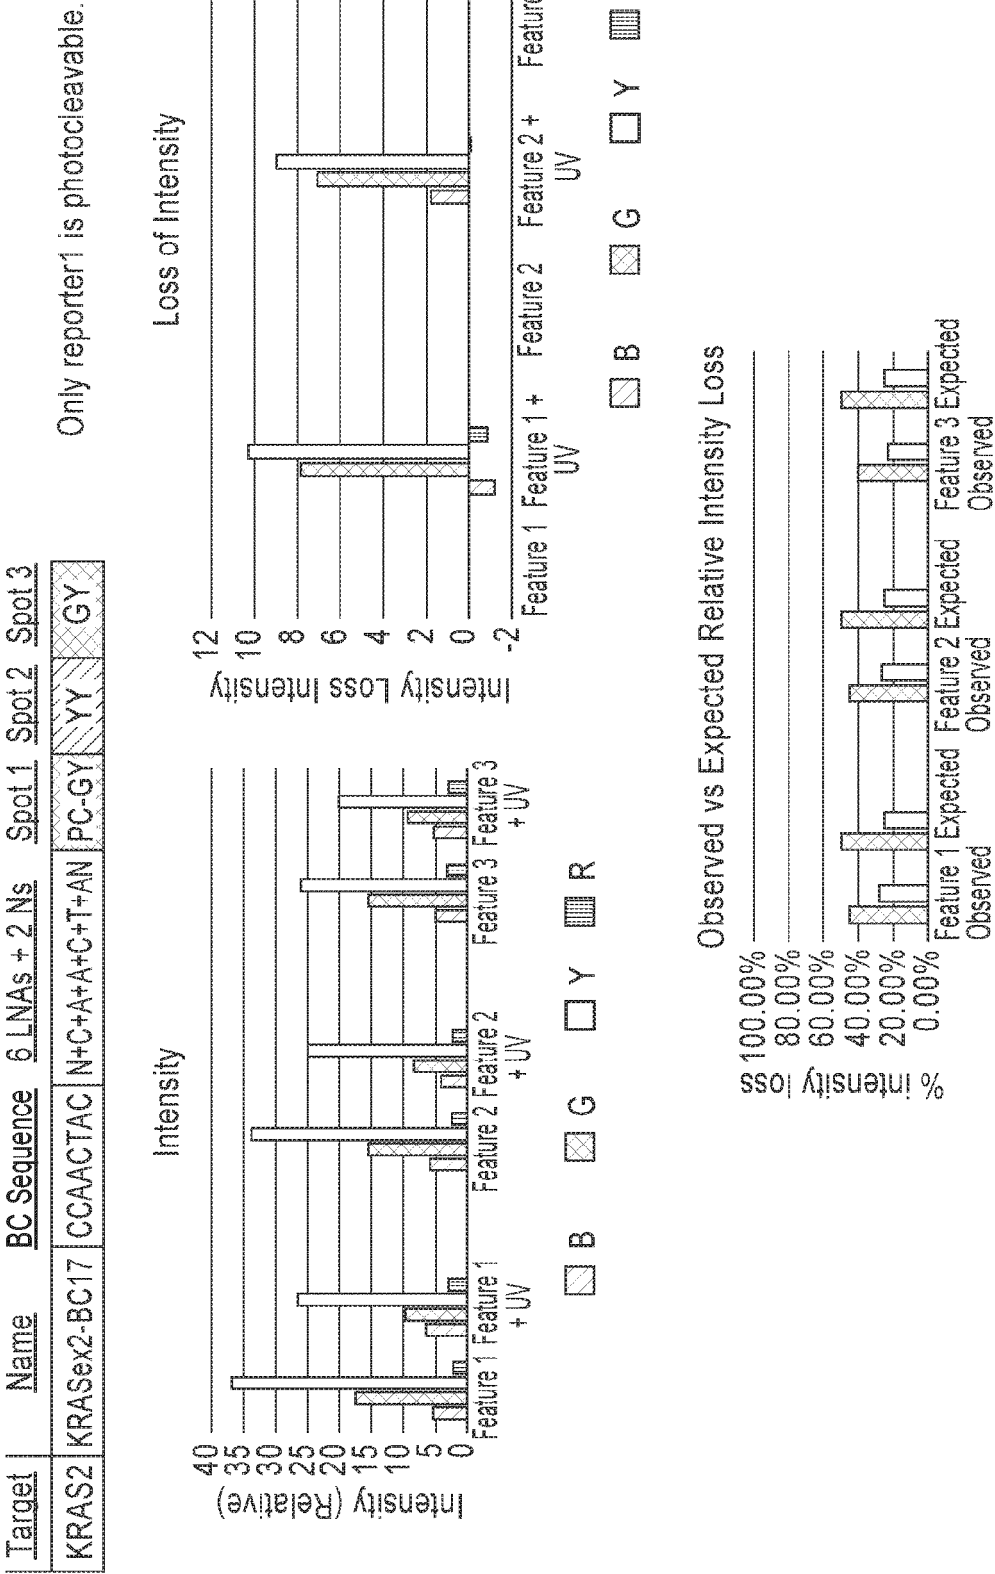 Target Name BC Sequence 6 LNAs + 2 Ns Spot 1 Spot 2 Spot 3
KRAS2 KRASex2-BC17 CCAACTAC N+C+A+A+C+T+AN PC-GY YY GY
Only reporter1 is photocleavable.
Intensity
Intensity (Relative)
40
35
30
25
20
15
10
5
0
Feature 1
Feature 1 + UV
Feature 2
Feature 2 + UV
Feature 3
Feature 3 + UV
B G Y R
Loss of Intensity
Intensity Loss Intensity
12
10
8
6
4
2
0
-2
Feature 1
Feature 1 + UV
Feature 2
Feature 2 + UV
Feature
B G Y
Observed vs Expected Relative Intensity Loss
% intensity loss
100.00%
80.00%
60.00%
40.00%
20.00%
0.00%
Feature 1 Observed
Expected
Feature 2 Observed
Expected
Feature 3 Observed
Expected